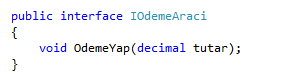 public interface IOdemeAraci
{
    void OdemeYap(decimal tutar);
}